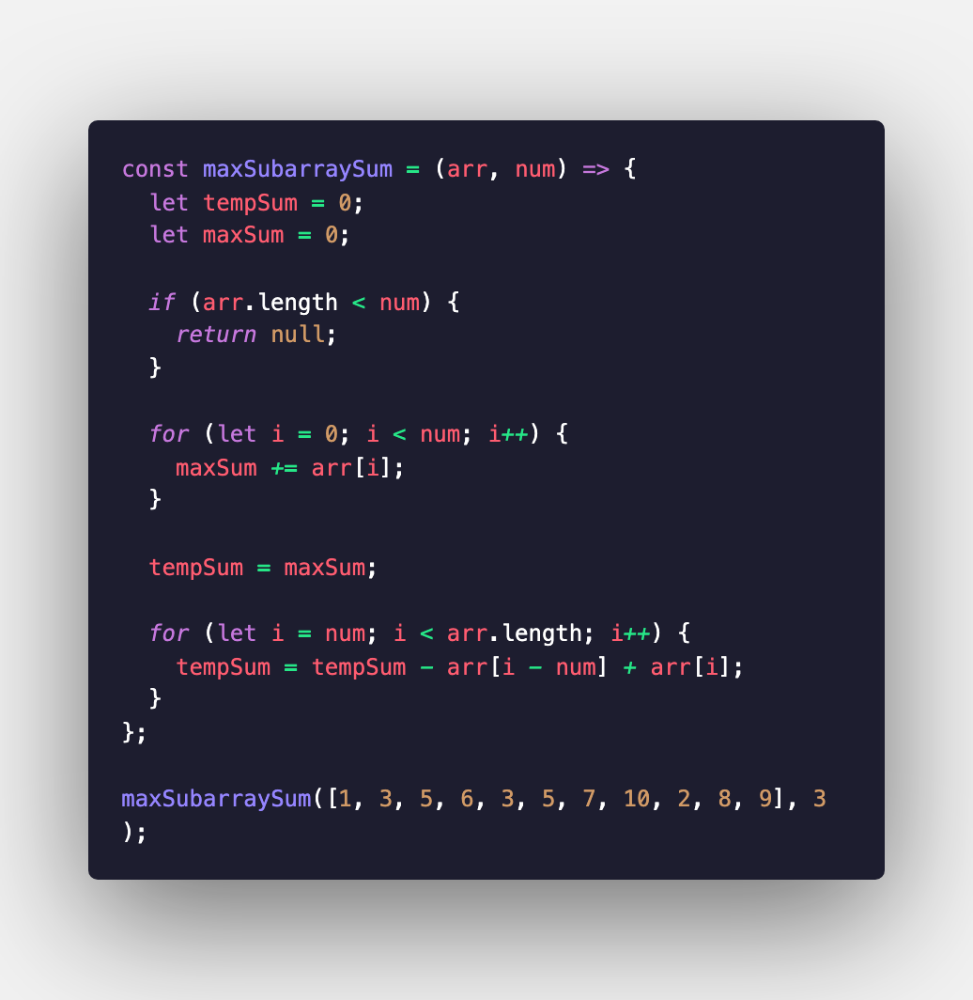 const maxSubarraySum = (arr, num) => {
  let tempSum = 0;
  let maxSum = 0;

  if (arr.length < num) {
    return null;
  }

  for (let i = 0; i < num; i++) {
    maxSum += arr[i];
  }

  tempSum = maxSum;

  for (let i = num; i < arr.length; i++) {
    tempSum = tempSum - arr[i - num] + arr[i];
  }
};

maxSubarraySum([1, 3, 5, 6, 3, 5, 7, 10, 2, 8, 9], 3
);